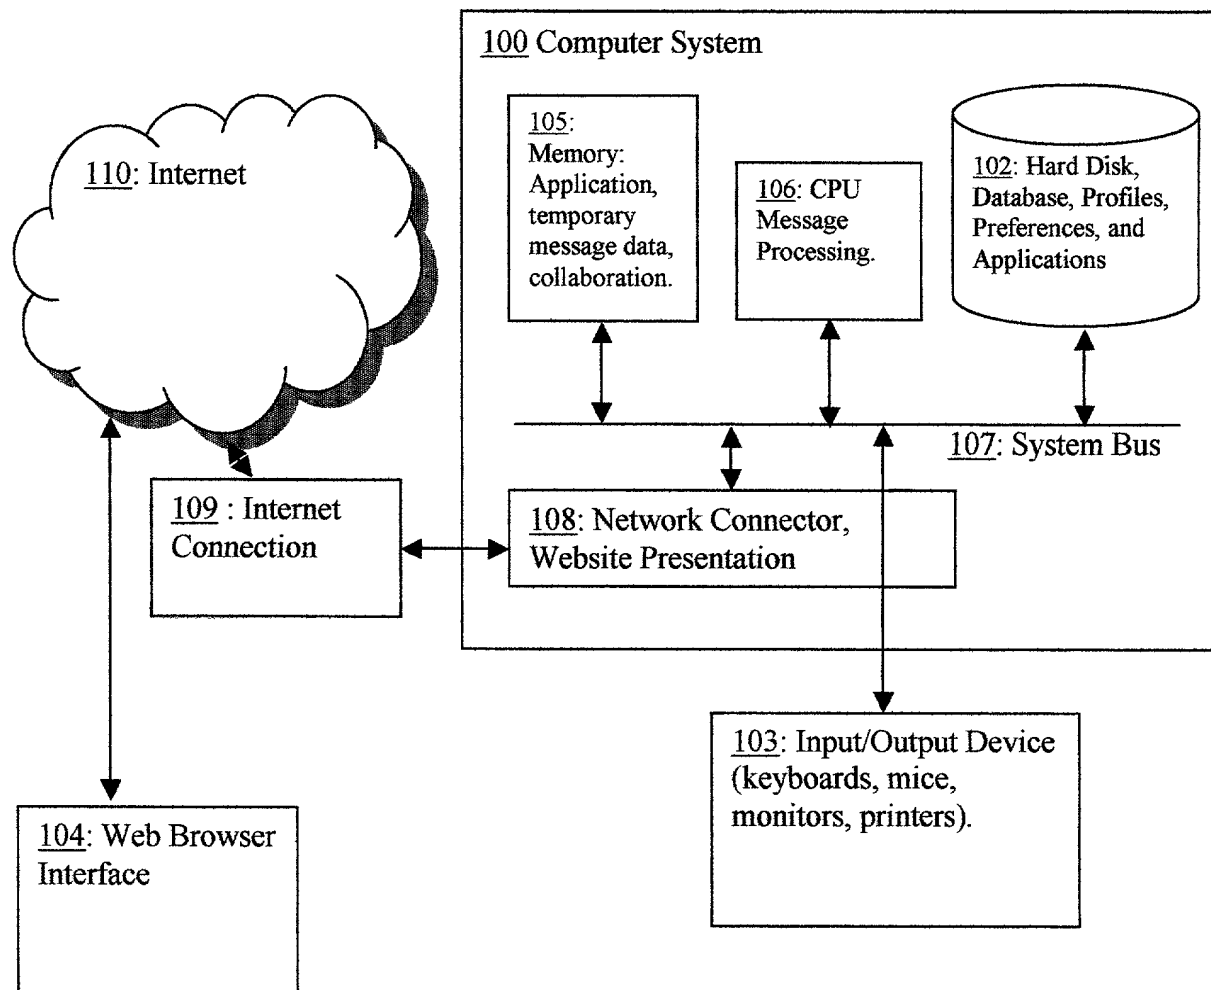 100 Computer System
105:
Memory:
Application,
temporary
message data,
collaboration.
106: CPU
Message
Processing.
102: Hard Disk,
Database, Profiles,
Preferences, and
Applications
110: Internet
107: System Bus
109 : Internet
Connection
108: Network Connector,
Website Presentation
103: Input/Output Device
(keyboards, mice,
monitors, printers).
104: Web Browser
Interface